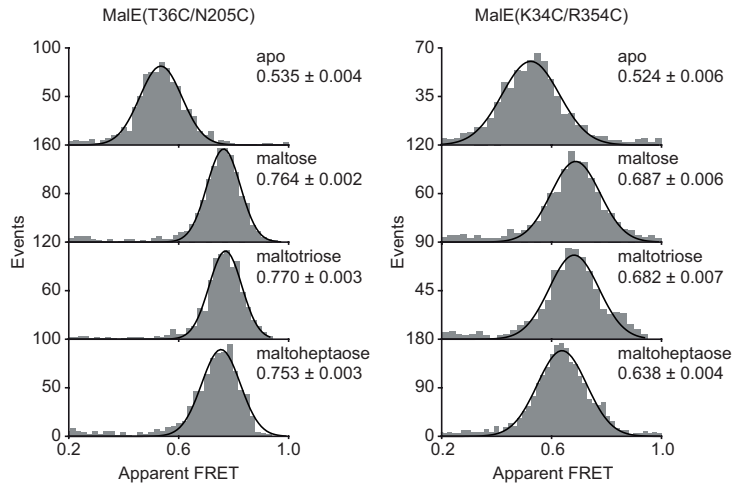 MalE(T36C/N205C)
MalE(K34C/R354C)
100
50
160
80
120
60
100
50
0
Events
apo
0.535 ± 0.004
maltose
0.764 ± 0.002
maltotriose
0.770 ± 0.003
maltoheptaose
0.753 ± 0.003
0.2
0.6
1.0
Apparent FRET
70
35
120
60
90
45
180
90
0
Events
apo
0.524 ± 0.006
maltose
0.687 ± 0.006
maltotriose
0.682 ± 0.007
maltoheptaose
0.638 ± 0.004
0.2
0.6
1.0
Apparent FRET